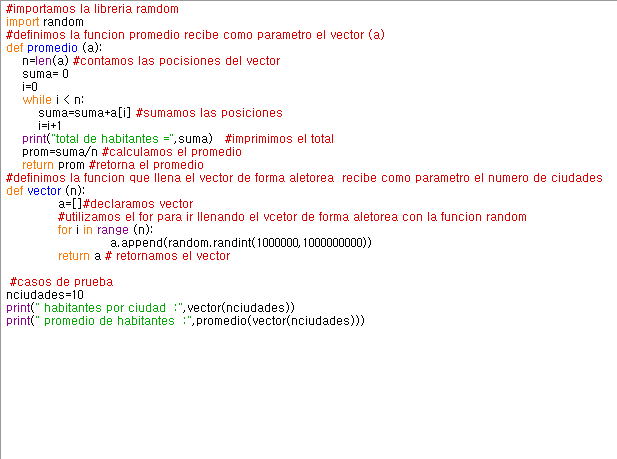 #importamos la libreria ramdom
import random
#definimos la funcion promedio recibe como parametro el vector (a)
def promedio (a):
    n=len(a) #contamos las pocisiones del vector
    suma= 0
    i=0
    while i < n:
        suma=suma+a[i] #sumamos las posiciones
        i=i+1
    print("total de habitantes =",suma)   #imprimimos el total
    prom=suma/n #calculamos el promedio
    return prom #retorna el promedio
#definimos la funcion que llena el vector de forma aletorea  recibe como parametro el numero de ciudades
def vector (n):
    a=[]#declaramos vector
    #utilizamos el for para ir llenando el vcetor de forma aletorea con la funcion random
    for i in range (n):
        a.append(random.randint(1000000,1000000000))
    return a # retornamos el vector
 #casos de prueba
nciudades=10
print(" habitantes por ciudad  :",vector(nciudades))
print(" promedio de habitantes  :",promedio(vector(nciudades)))